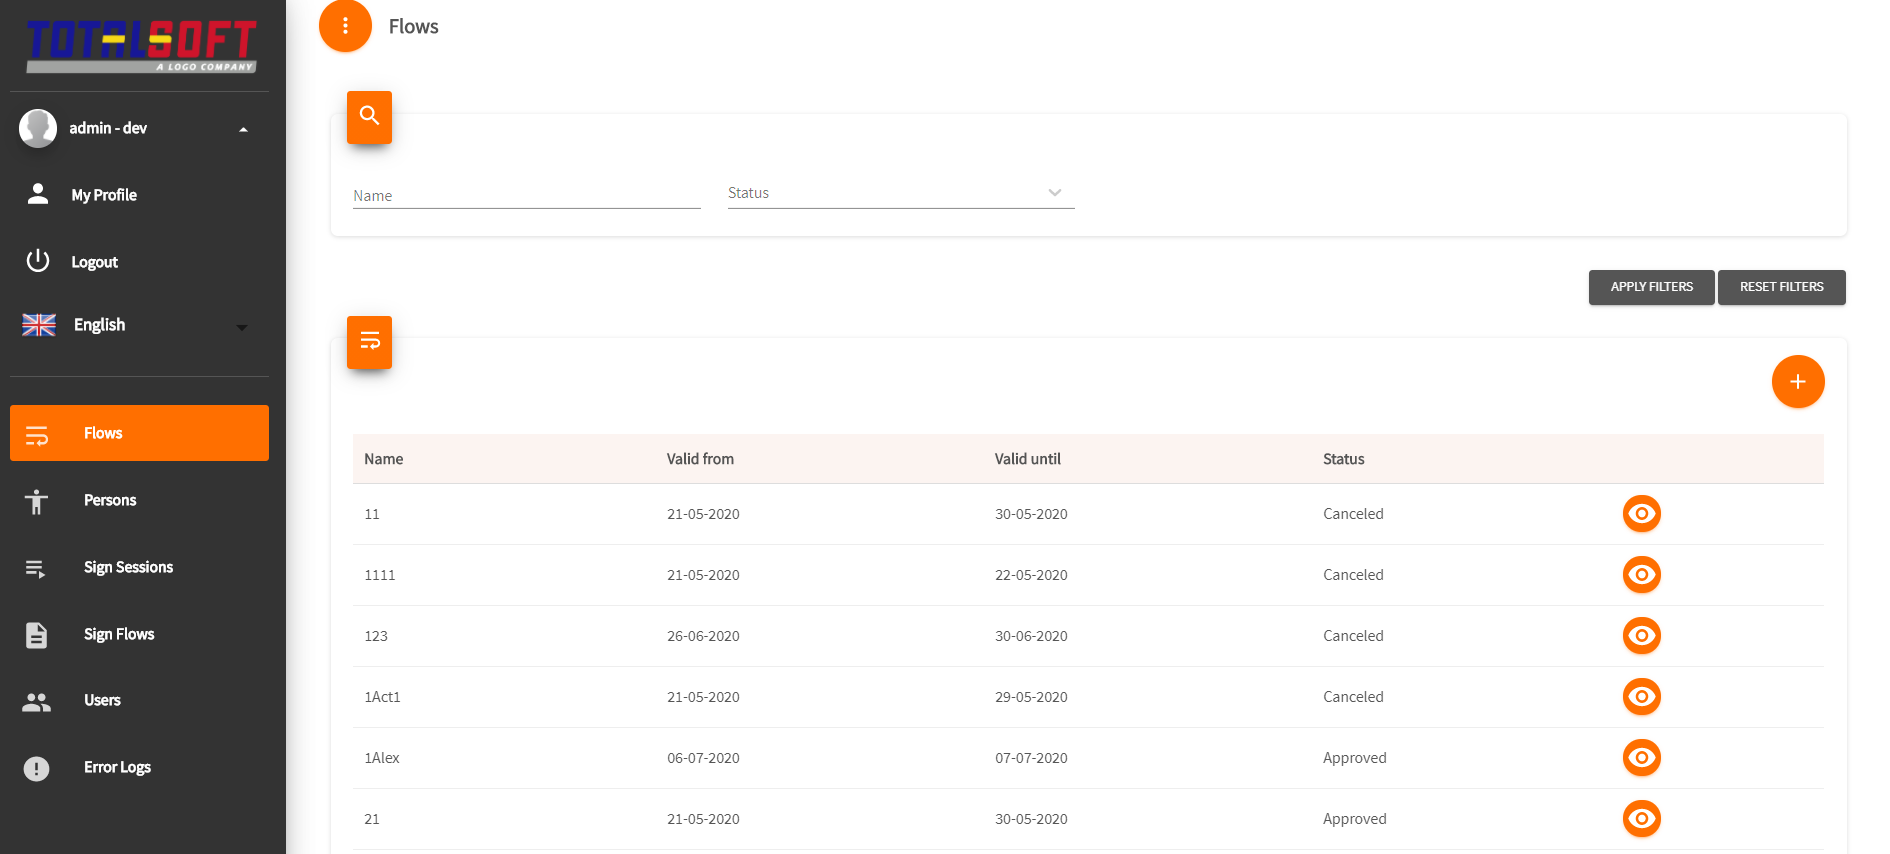 TOTALSOFT
A LOGO COMPANY
admin - dev
My Profile
Logout
English
Flows
Persons
Sign Sessions
Sign Flows
Users
Error Logs
Flows
Name
Status
APPLY FILTERS
RESET FILTERS
Name Valid from Valid until Status
11 21-05-2020 30-05-2020 Canceled
1111 21-05-2020 22-05-2020 Canceled
123 26-06-2020 30-06-2020 Canceled
1Act1 21-05-2020 29-05-2020 Canceled
1Alex 06-07-2020 07-07-2020 Approved
21 21-05-2020 30-05-2020 Approved